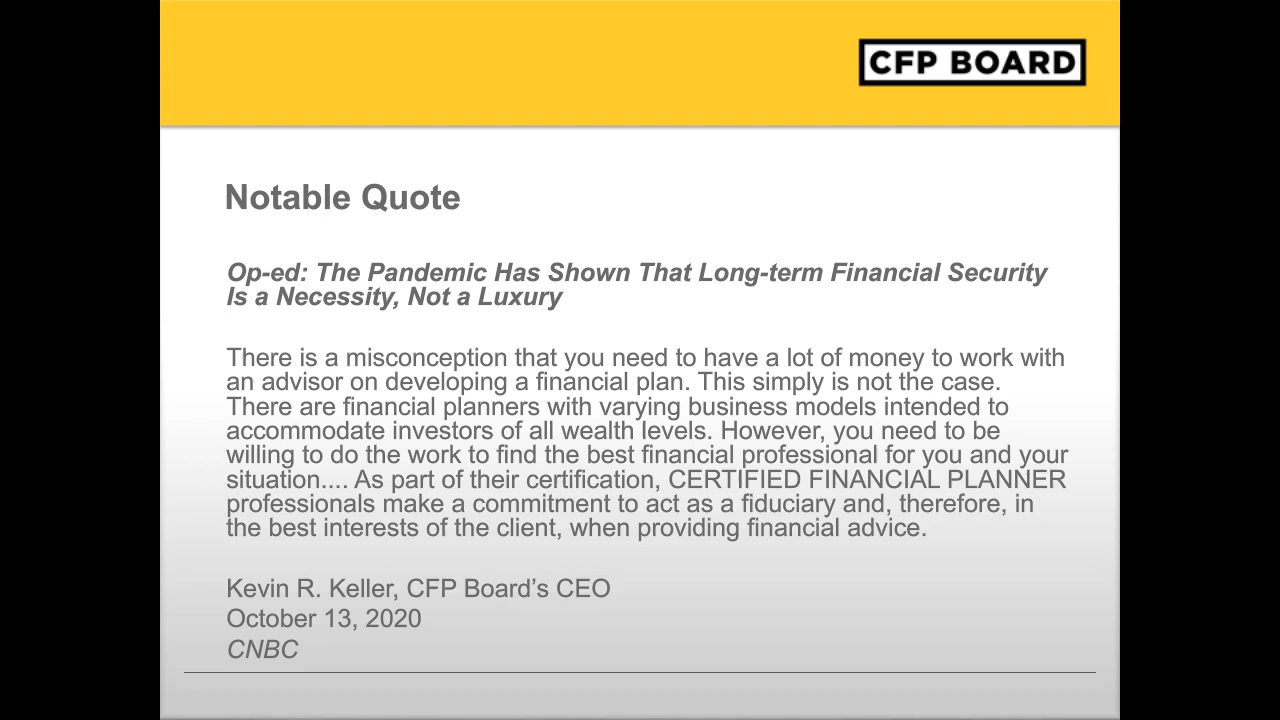 CFP BOARD
Notable Quote
Op-ed: The Pandemic Has Shown That Long-term Financial Security
Is a Necessity, Not a Luxury
There is a misconception that you need to have a lot of money to work with
an advisor on developing a financial plan. This simply is not the case.
There are financial planners with varying business models intended to
accommodate investors of all wealth levels. However, you need to be
willing to do the work to find the best financial professional for you and your
situation.... As part of their certification, CERTIFIED FINANCIAL PLANNER
professionals make a commitment to act as a fiduciary and, therefore, in
the best interests of the client, when providing financial advice.
Kevin R. Keller, CFP Board’s CEO
October 13, 2020
CNBC